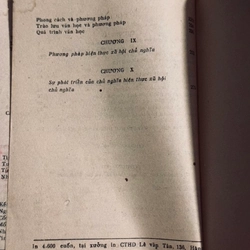 Phong cách và phương pháp
Trào lưu văn học và phương pháp
Quá trình văn học
CHƯƠNG IX
Phương pháp hiện thực xã hội chủ nghĩa
CHƯƠNG X
Sự phát triển của chủ nghĩa hiện thực xã hội
chủ nghĩa
In 4.600 cuốn, tại xưởng in CTHD Lê văn Tám, 136,